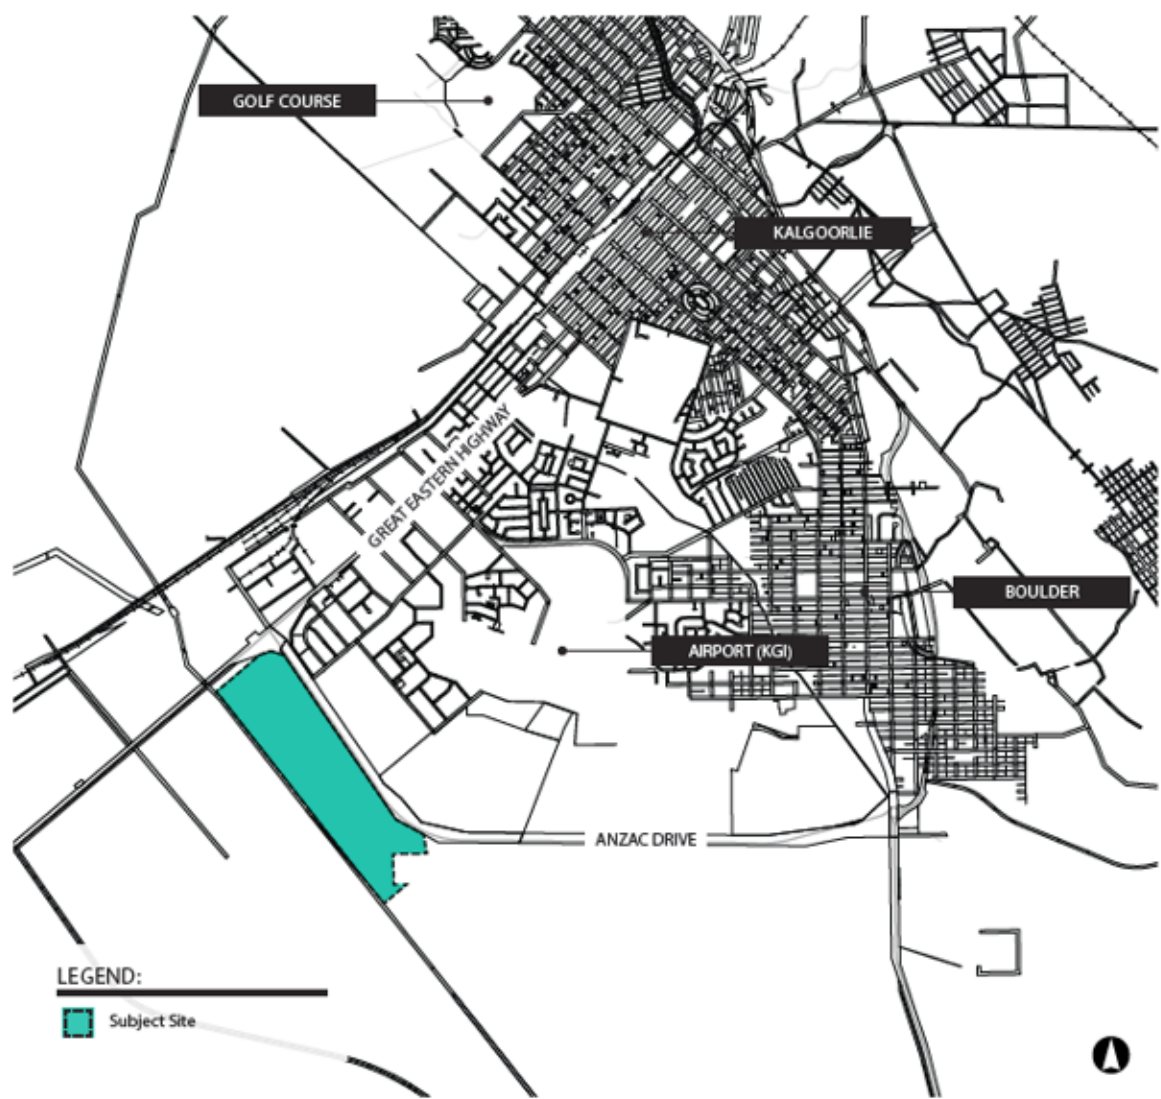 GOLF COURSE
KALGOORLIE
GREAT EASTERN HIGHWAY
BOULDER
AIRPORT (KGI)
ANZAC DRIVE
LEGEND:
Subject Site